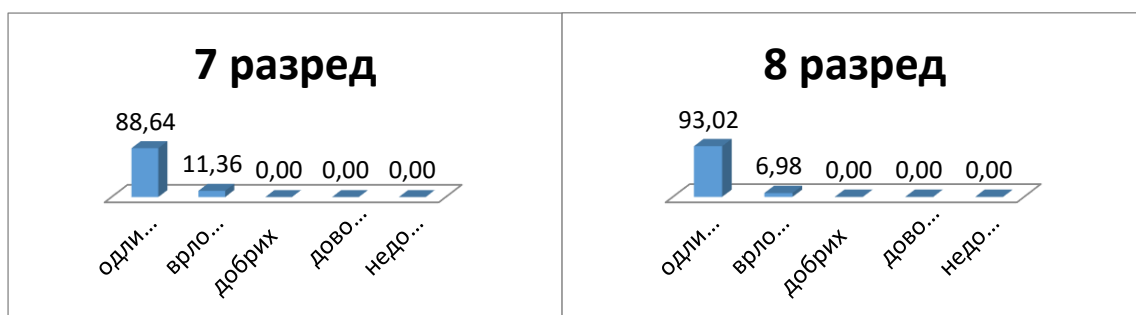 7 разред
88,64
11,36
0,00
0,00
0,00
одли...
врло...
добрих
дово...
недо...
8 разред
93,02
6,98
0,00
0,00
0,00
одли...
врло...
добрих
дово...
недо...